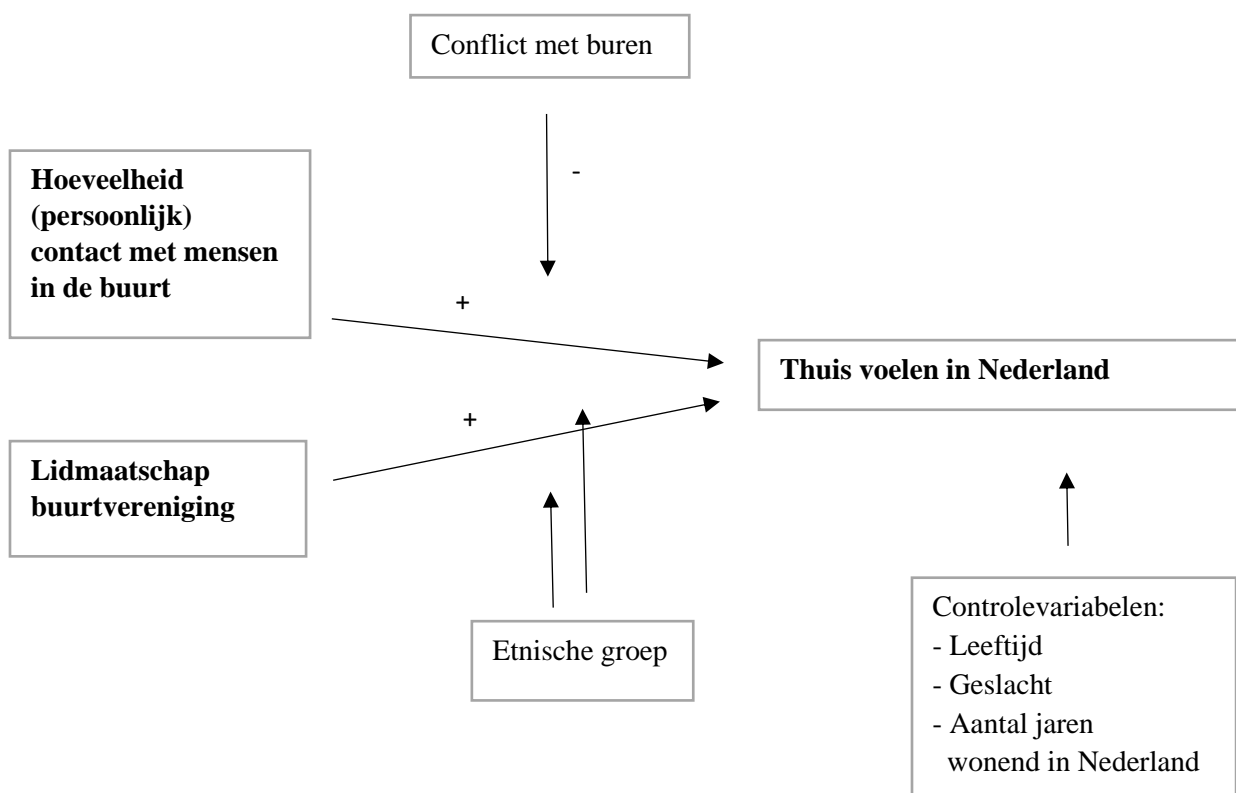 Conflict met buren
-
Hoeveelheid
(persoonlijk)
contact met mensen
in de buurt
+
Thuis voelen in Nederland
+
Lidmaatschap
buurtvereniging
Etnische groep
Controlevariabelen:
- Leeftijd
- Geslacht
- Aantal jaren
wonend in Nederland